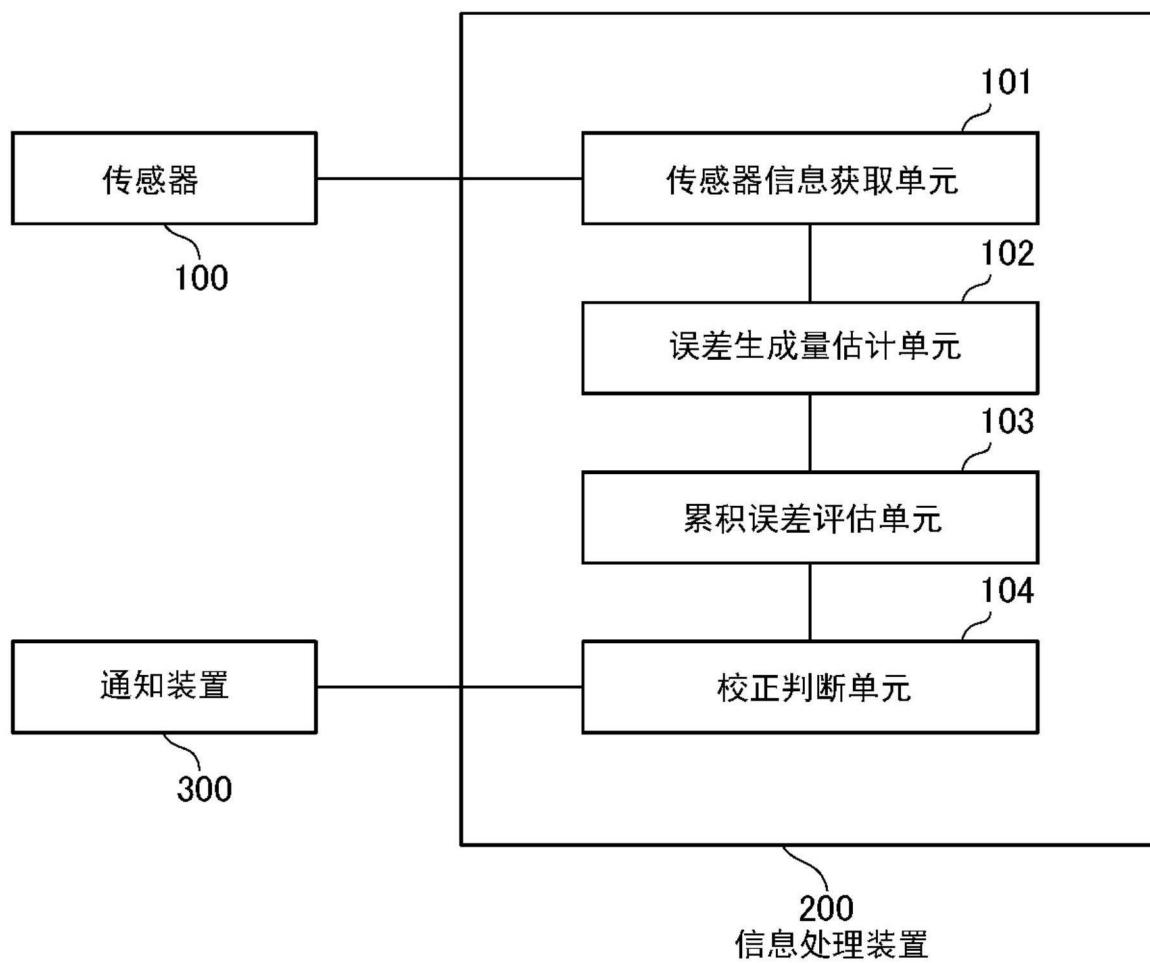 101
传感器
传感器信息获取单元
100
102
误差生成量估计单元
103
累积误差评估单元
104
通知装置
校正判断单元
300
200
信息处理装置